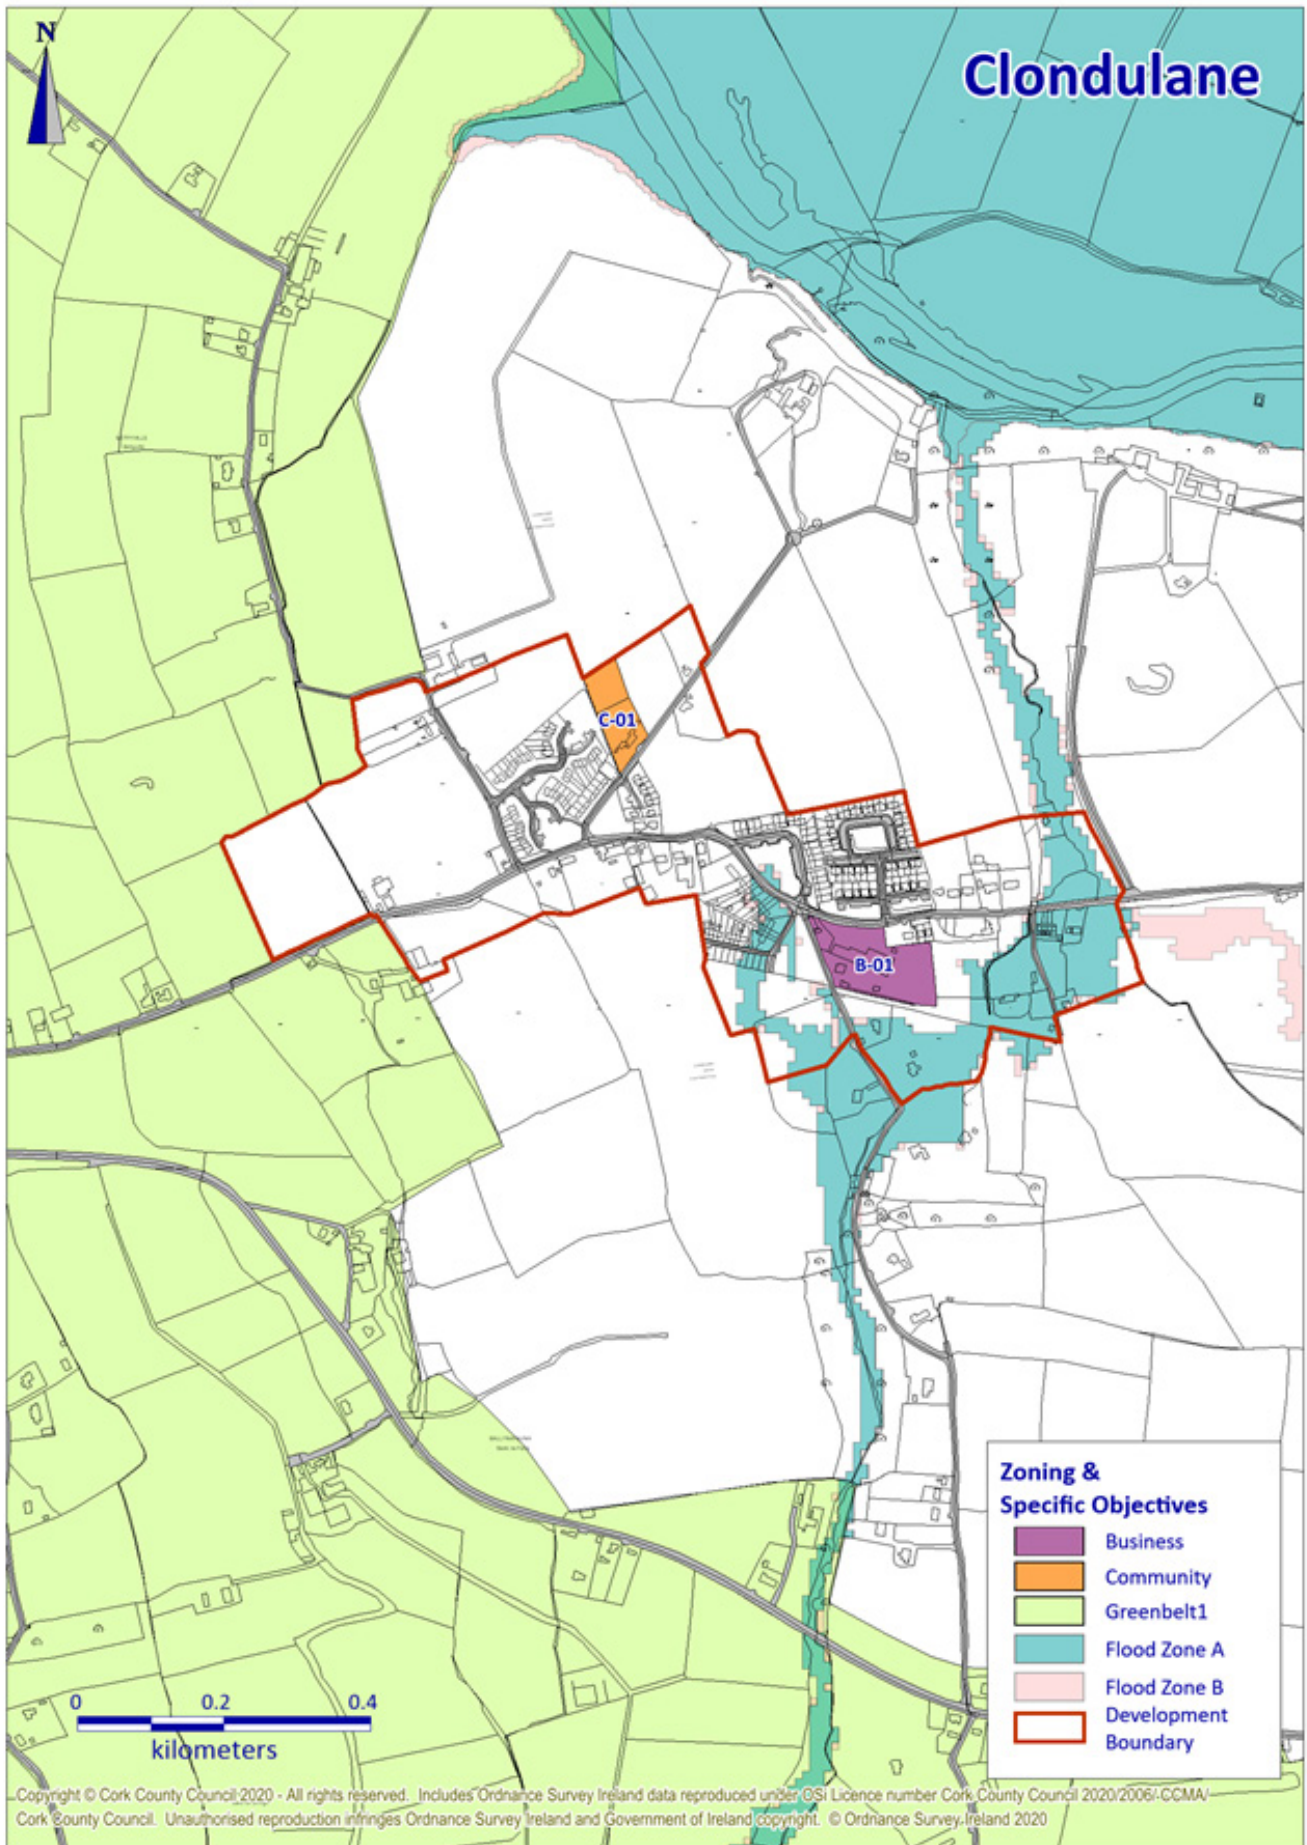 N
Clondulane
C-01
B-01
Zoning &
Specific Objectives
Business
Community
Greenbelt1
Flood Zone A
Flood Zone B
Development
Boundary
0 0.2 0.4
kilometers
Copyright © Cork County Council 2020 - All rights reserved. Includes Ordnance Survey Ireland data reproduced under OSi Licence number Cork County Council 2020/2006/-CCMA/
Cork County Council. Unauthorised reproduction infringes Ordnance Survey Ireland and Government of Ireland copyright. © Ordnance Survey Ireland 2020